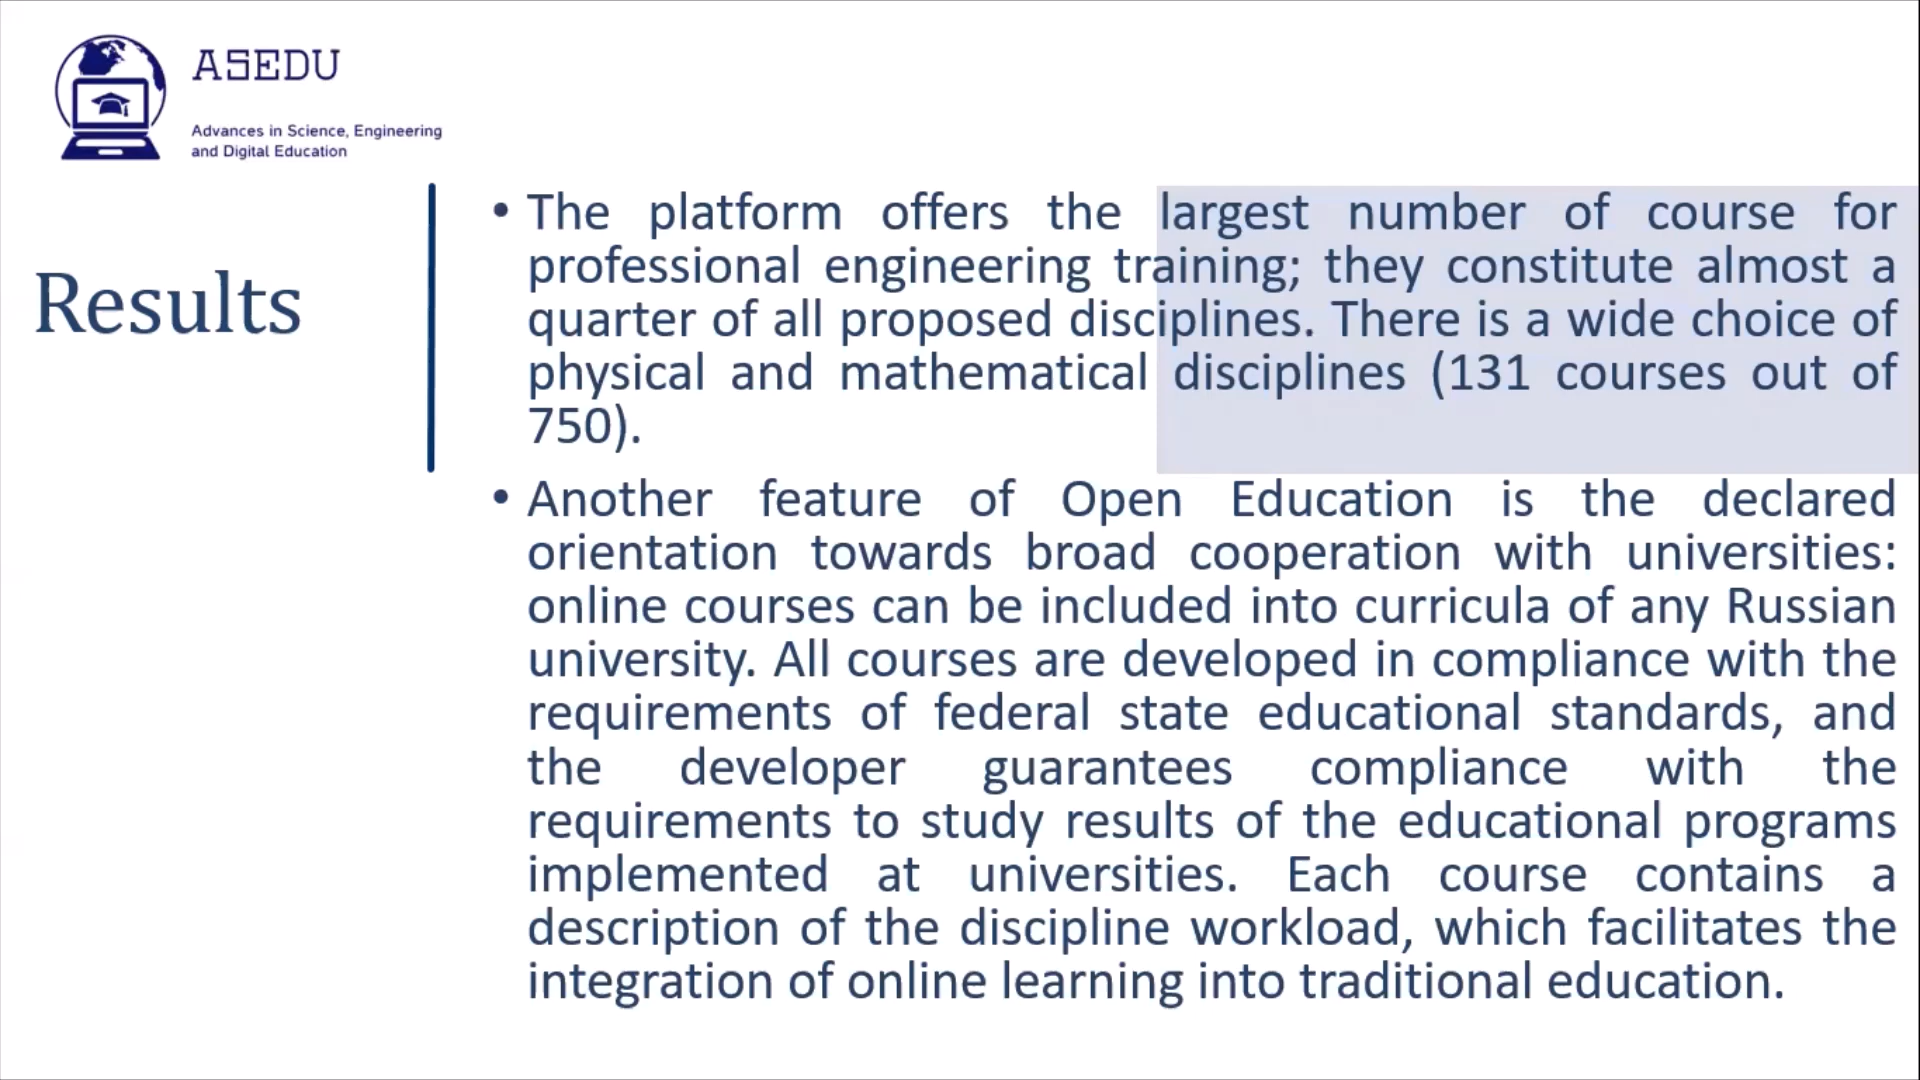 ASEDU
Advances in Science, Engineering
and Digital Education
Results
• The platform offers the largest number of course for
professional engineering training; they constitute almost a
quarter of all proposed disciplines. There is a wide choice of
physical and mathematical disciplines (131 courses out of
750).
• Another feature of Open Education is the declared
orientation towards broad cooperation with universities:
online courses can be included into curricula of any Russian
university. All courses are developed in compliance with the
requirements of federal state educational standards, and
the developer guarantees compliance with the
requirements to study results of the educational programs
implemented at universities. Each course contains a
description of the discipline workload, which facilitates the
integration of online learning into traditional education.